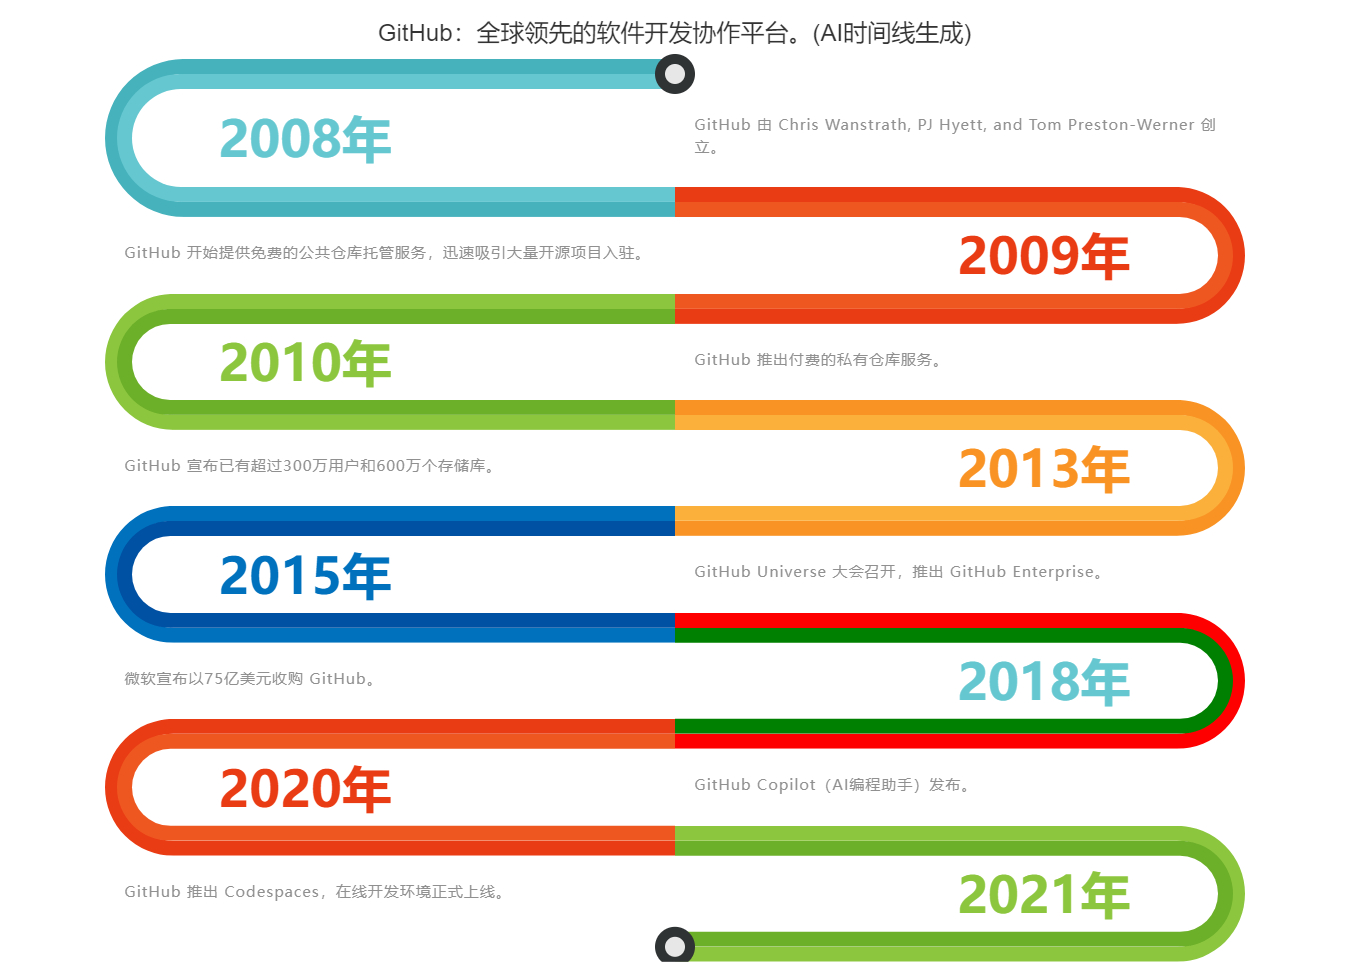 GitHub：全球领先的软件开发协作平台。(AI时间线生成)
2008年
GitHub 由 Chris Wanstrath, PJ Hyett, and Tom Preston-Werner 创
立。
GitHub 开始提供免费的公共仓库托管服务，迅速吸引大量开源项目入驻。
2009年
2010年
GitHub 推出付费的私有仓库服务。
GitHub 宣布已有超过300万用户和600万个存储库。
2013年
2015年
GitHub Universe 大会召开，推出 GitHub Enterprise。
微软宣布以75亿美元收购 GitHub。
2018年
2020年
GitHub Copilot（AI编程助手）发布。
GitHub 推出 Codespaces，在线开发环境正式上线。
2021年